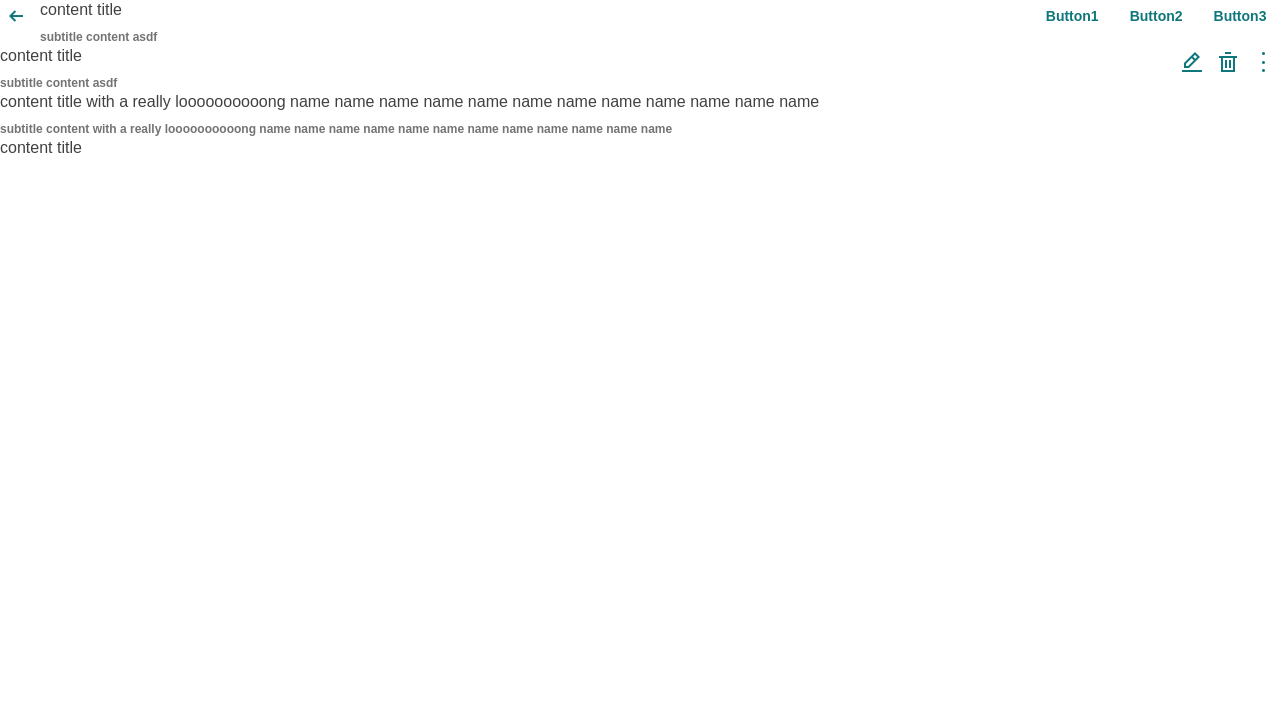 content title
Button1 Button2 Button3
subtitle content asdf
content title
subtitle content asdf
content title with a really loooooooooong name name name name name name name name name name name name
subtitle content with a really loooooooooong name name name name name name name name name name name name
content title